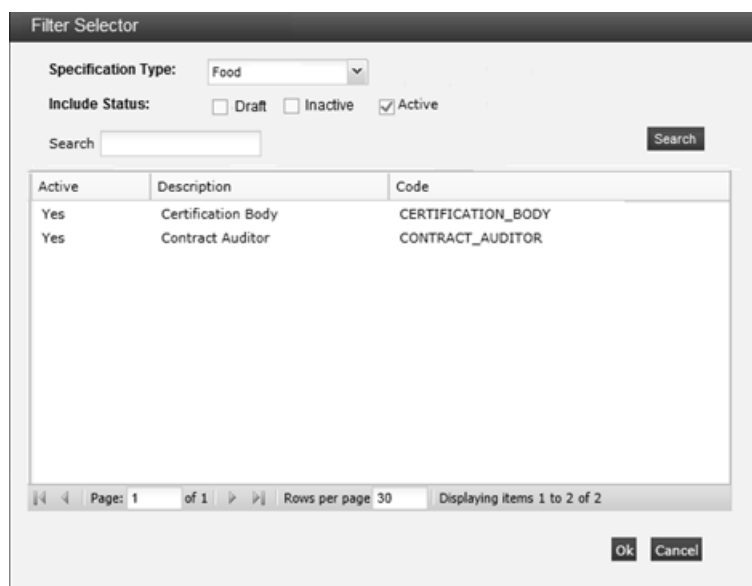 Filter Selector
Specification Type: Food
Include Status: Draft Inactive Active
Search Search
Active Description Code
Yes Certification Body CERTIFICATION_BODY
Yes Contract Auditor CONTRACT_AUDITOR
Page: 1 of 1 Rows per page 30 Displaying items 1 to 2 of 2
Ok Cancel